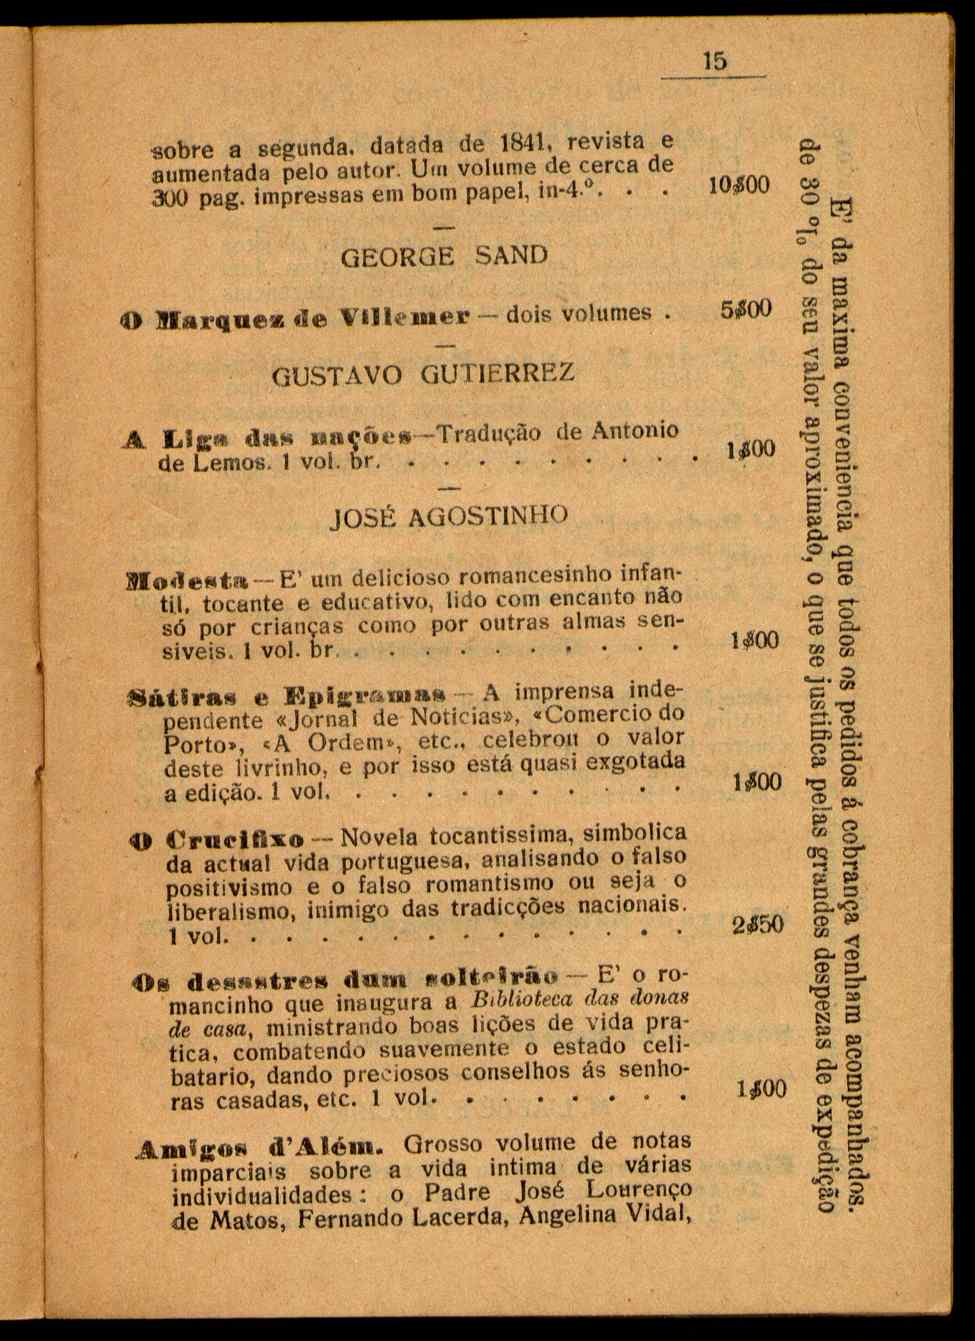 15
sobre a segunda, datada de 1841, revista e
aumentada pelo autor. Um volume de cerca de
300 pag. impressas em bom papel, in-4.º. . . 10$00
GEORGE SAND
O Marquez de Villemer — dois volumes . 5$00
GUSTAVO GUTIERREZ
A Liga das nações—Tradução de Antonio
de Lemos. 1 vol. br. . . . . . . . . . 1$00
JOSÉ AGOSTINHO
Modesta — E' um delicioso romancesinho infan-
til, tocante e educativo, lido com encanto não
só por crianças como por outras almas sen-
siveis. 1 vol. br. . . . . . . . . . . 1$00
Sátiras e Epigramas — A imprensa inde-
pendente «Jornal de Noticias», «Comercio do
Porto», «A Ordem», etc., celebrou o valor
deste livrinho, e por isso está quasi exgotada
a edição. 1 vol. . . . . . . . . . . 1$00
O Crucifixo — Novela tocantissima, simbolica
da actual vida portuguesa, analisando o falso
positivismo e o falso romantismo ou seja o
liberalismo, inimigo das tradicções nacionais.
1 vol. . . . . . . . . . . . . . 2$50
Os desastres dum solteirão — E' o ro-
mancinho que inaugura a Biblioteca das donas
de casa, ministrando boas lições de vida pra-
tica, combatendo suavemente o estado celi-
batario, dando preciosos conselhos ás senho-
ras casadas, etc. 1 vol. . . . . . . . 1$00
Amigos d'Além. Grosso volume de notas
imparciais sobre a vida intima de várias
individualidades : o Padre José Lourenço
de Matos, Fernando Lacerda, Angelina Vidal,
E' da maxima conveniencia que todos os pedidos á cobrança venham acompanhados.
de 30 % do seu valor aproximado, o que se justifica pelas grandes despezas de expedição